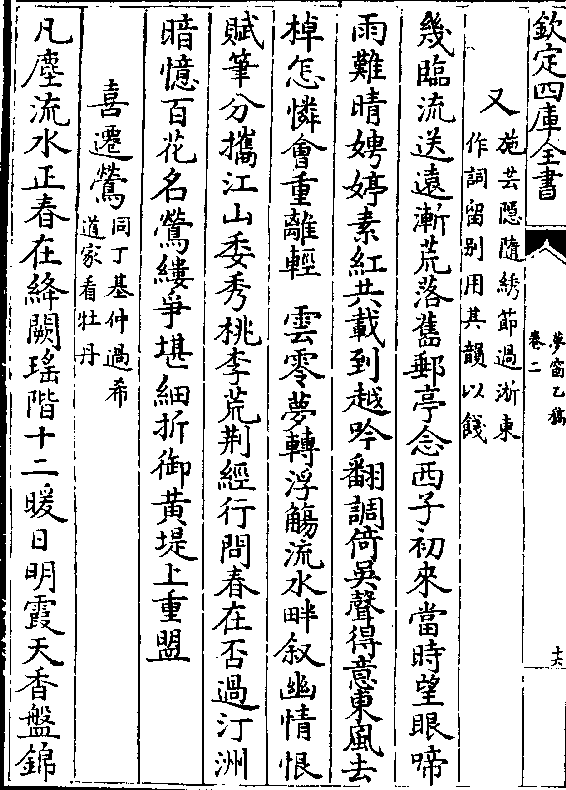 欽定四庫全書
夢窗乙稿
卷二
十六
又
施芸隱隨綉節過浙東
作詞留别用其韻以餞
幾臨流送遠漸荒落舊郵亭念西子初來當時望眼啼
雨難晴娉婷素紅共載到越吟翻調倚吳聲得意東風去
棹怎憐會重離輕　雲零夢轉浮觴流水畔叙幽情恨
賦筆分攜江山委秀桃李荒荆經行問春在否過汀洲
暗憶百花名鶯縷爭堪細折御黄堤上重盟
喜遷鶯
同丁基仲過希
道家看牡丹
凡塵流水正春在絳闕瑤階十二暖日明霞天香盤錦